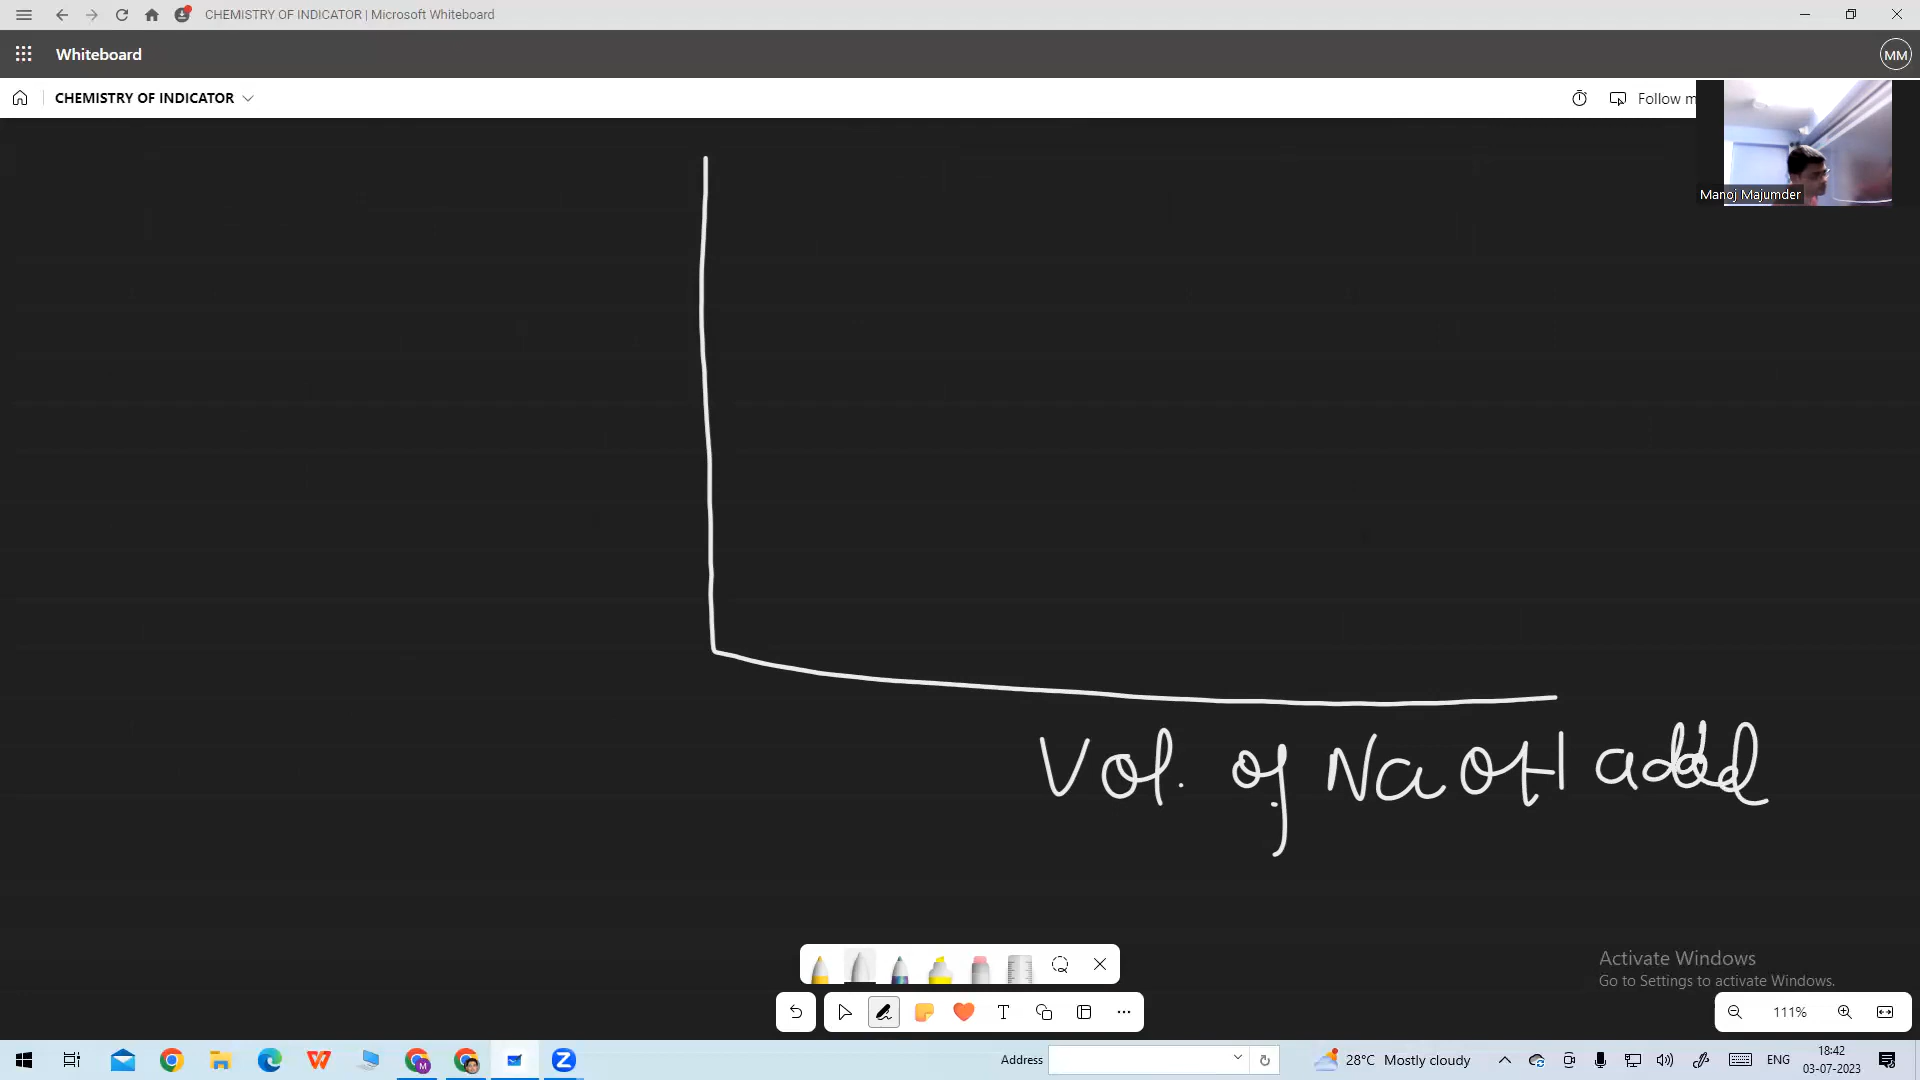 CHEMISTRY OF INDICATOR | Microsoft Whiteboard
Whiteboard
MM
CHEMISTRY OF INDICATOR
Follow m
Manoj Majumder
Vol. of NaOH added
Activate Windows
Go to Settings to activate Windows.
111%
Address
28°C Mostly cloudy
ENG
18:42
03-07-2023